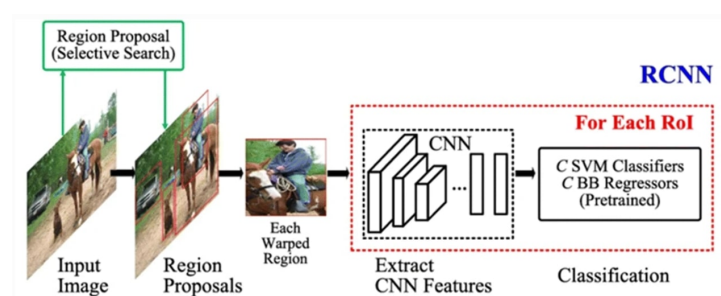 Region Proposal
(Selective Search)
RCNN
For Each RoI
CNN
...
C SVM Classifiers
C BB Regressors
(Pretrained)
Input
Image
Region
Proposals
Each
Warped
Region
Extract
CNN Features
Classification